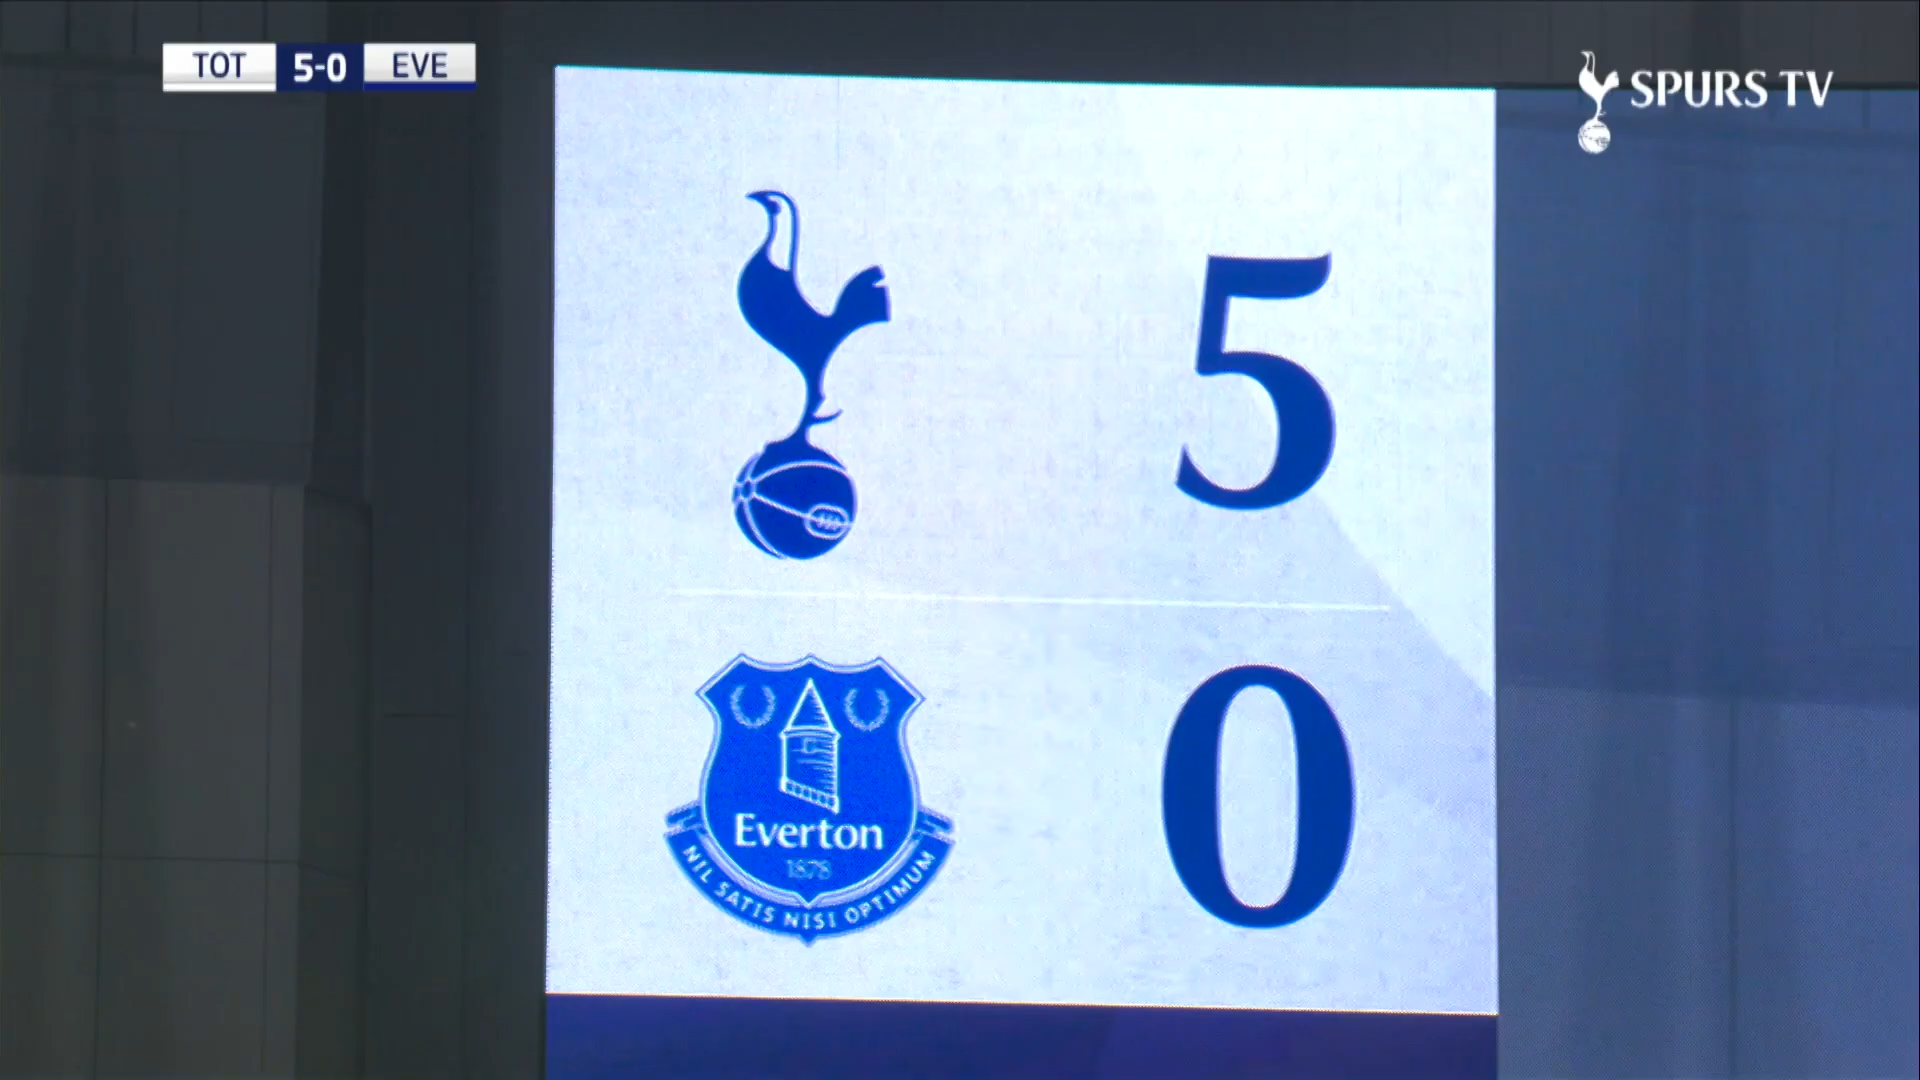 TOT 5-0 EVE
SPURS TV
5
Everton
1878
NIL SATIS NISI OPTIMUM
0